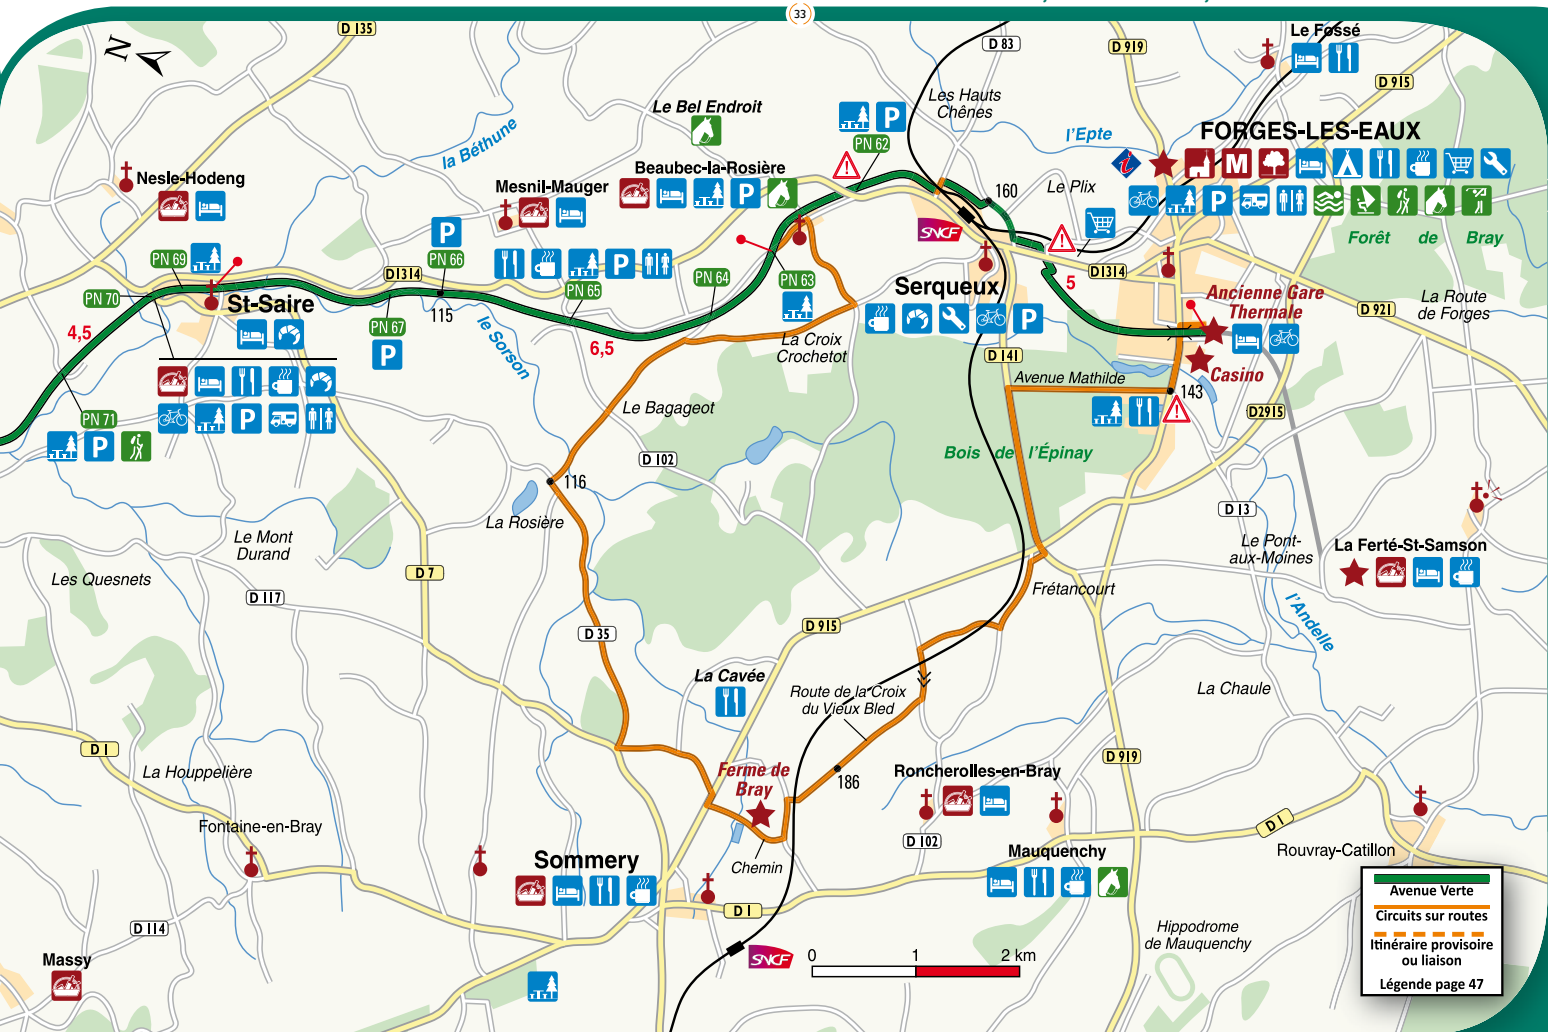 33
N
D 135
D 83
D 919
Le Fossé
D 915
Le Bel Endroit
Les Hauts
Chênes
la Béthune
P
PN 62
l'Epte
FORGES-LES-EAUX
i
M
Nesle-Hodeng
Mesnil-Mauger
Beaubec-la-Rosière
P
160
Le Plix
P
SNCF
Forêt de Bray
P
PN 69
D1314
PN 66
P
PN 64
PN 63
D1314
PN 70
St-Saire
115
PN 65
Serqueux
5
Ancienne Gare
Thermale
La Route
de Forges
D 921
4,5
PN 67
P
le Sorson
6,5
La Croix
Crochetot
P
D 141
Casino
Avenue Mathilde
143
D2915
PN 71
P
P
Le Bagageot
D 102
Bois de l'Épinay
116
La Rosière
D 13
Le Mont
Durand
Le Pont-
aux-Moines
La Ferté-St-Samson
Les Quesnets
D 7
D 117
Frétancourt
l'Andelle
D 35
D 915
La Cavée
Route de la Croix
du Vieux Bled
La Chaule
D 1
La Houppelière
Ferme de
Bray
186
Roncherolles-en-Bray
D 919
Fontaine-en-Bray
Chemin
D 102
D 1
Rouvray-Catillon
Sommery
Mauquenchy
D 1
D 114
Massy
SNCF
0 1 2 km
Hippodrome
de Mauquenchy
Avenue Verte
Circuits sur routes
Itinéraire provisoire
ou liaison
Légende page 47